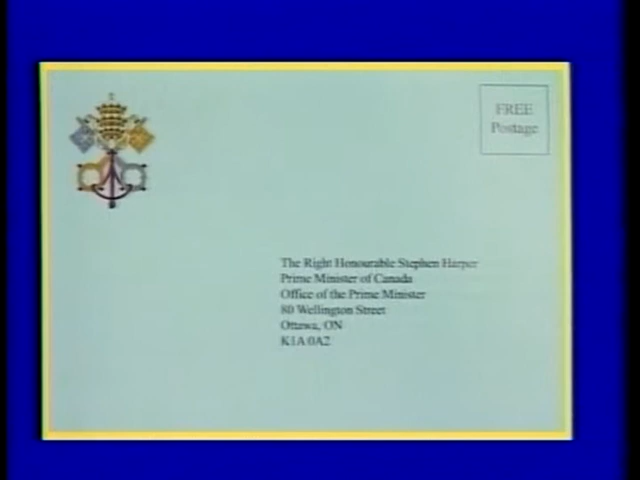 FREE
Postage
The Right Honourable Stephen Harper
Prime Minister of Canada
Office of the Prime Minister
80 Wellington Street
Ottawa, ON
K1A 0A2